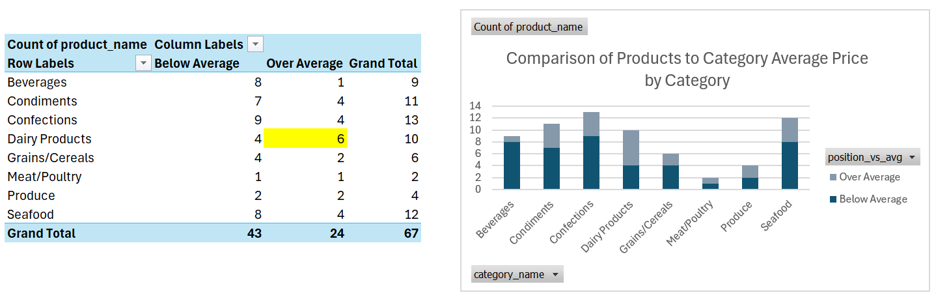 Count of product_name Column Labels
Row Labels Below Average Over Average Grand Total
Beverages 8 1 9
Condiments 7 4 11
Confections 9 4 13
Dairy Products 4 6 10
Grains/Cereals 4 2 6
Meat/Poultry 1 1 2
Produce 2 2 4
Seafood 8 4 12
Grand Total 43 24 67
Count of product_name
Comparison of Products to Category Average Price
by Category
14
12
10
8
6
4
2
0
Beverages
Condiments
Confections
Dairy Products
Grains/Cereals
Meat/Poultry
Produce
Seafood
position_vs_avg
Over Average
Below Average
category_name